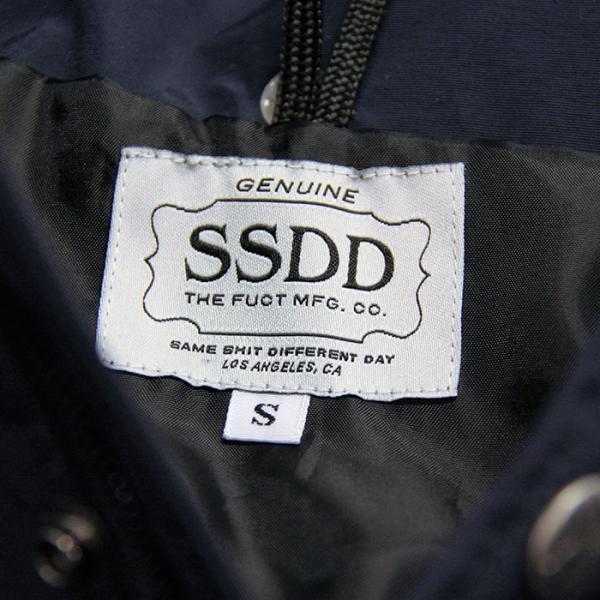 GENUINE
SSDD
THE FUCT MFG. CO.
SAME SHIT DIFFERENT DAY
LOS ANGELES, CA
S